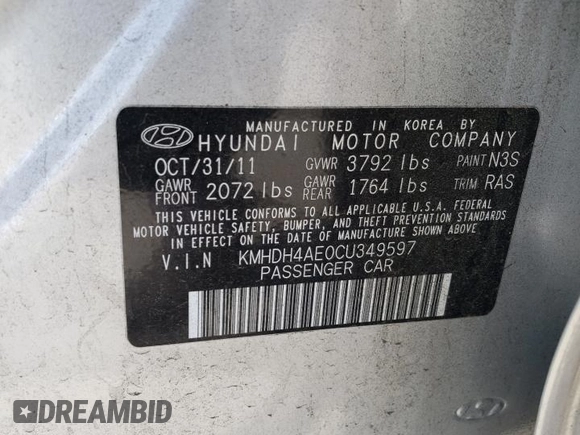 MANUFACTURED IN KOREA BY
HYUNDAI MOTOR COMPANY
OCT/31/11 GVWR 3792 lbs PAINT N3S
GAWR FRONT 2072 lbs GAWR REAR 1764 lbs TRIM RAS
THIS VEHICLE CONFORMS TO ALL APPLICABLE U.S.A. FEDERAL
MOTOR VEHICLE SAFETY, BUMPER, AND THEFT PREVENTION STANDARDS
IN EFFECT ON THE DATE OF MANUFACTURE SHOWN ABOVE.
V.I.N KMHDH4AE0CU349597
PASSENGER CAR
DREAMBID